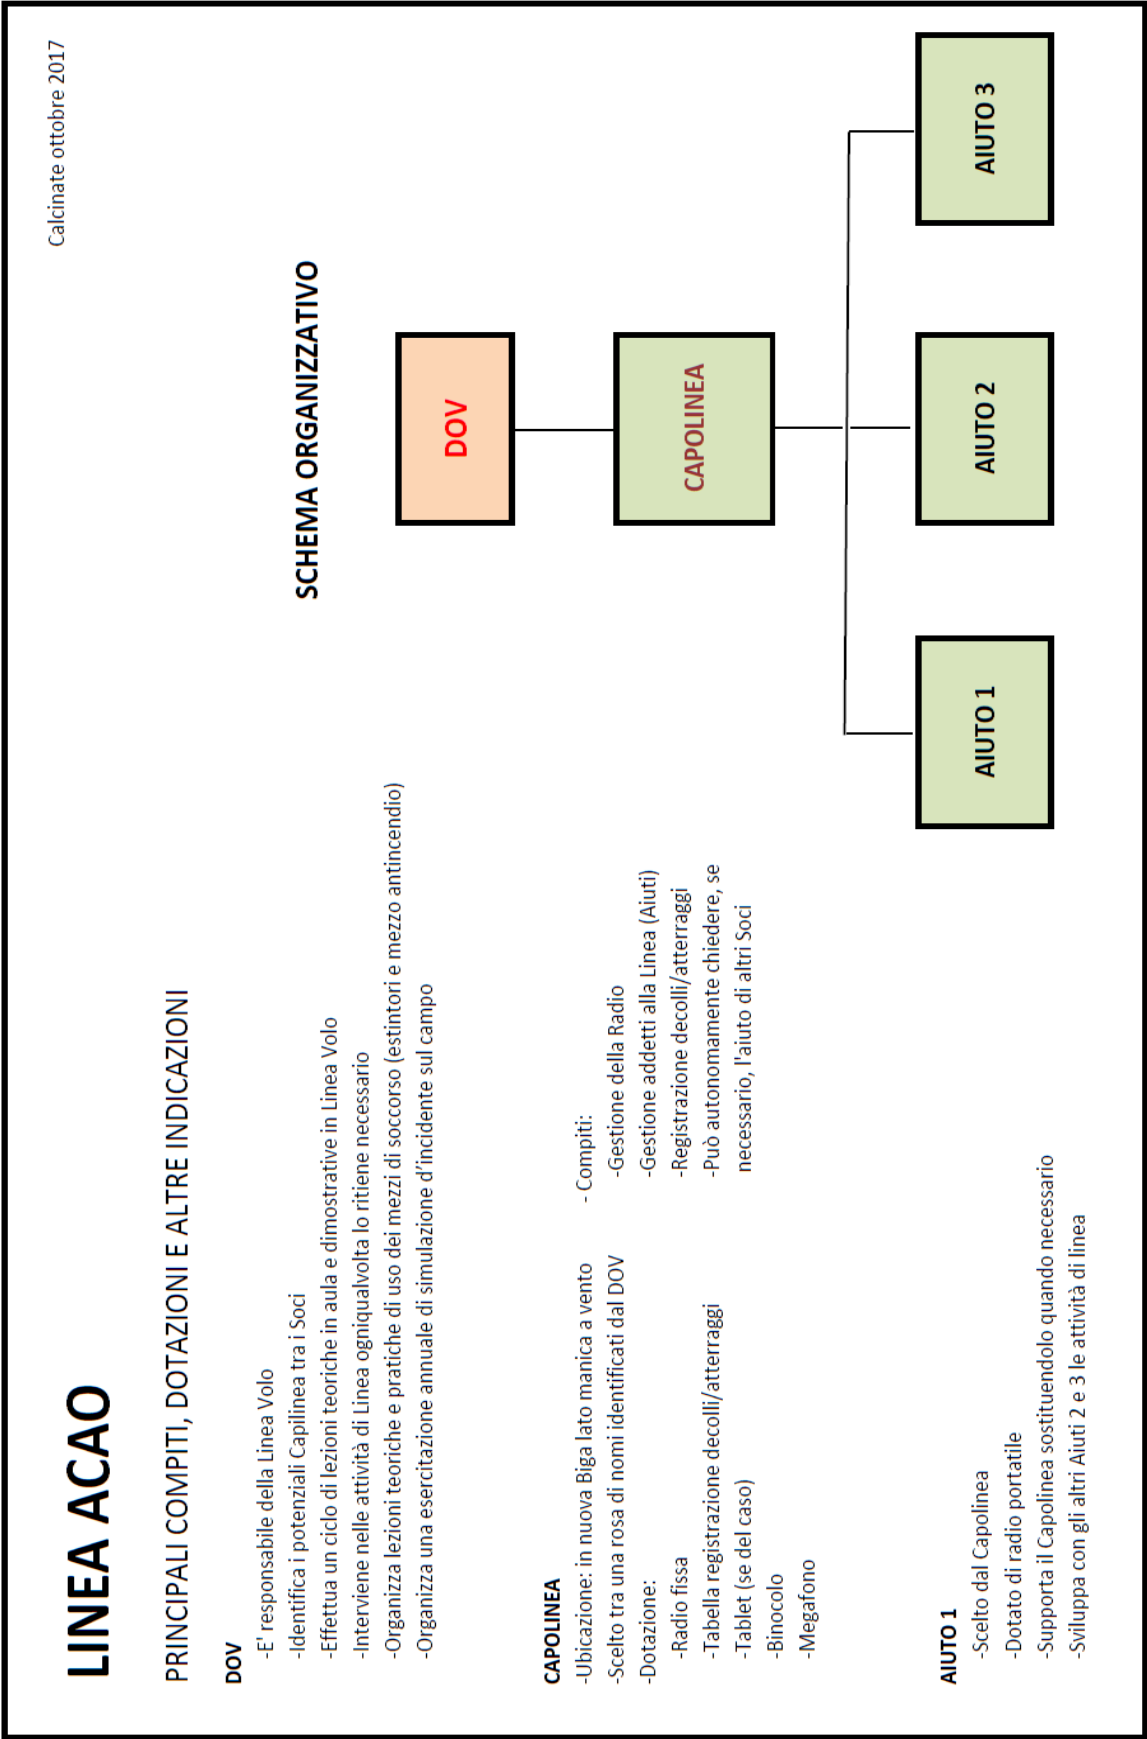 LINEA ACAO
Calcinate ottobre 2017
PRINCIPALI COMPITI, DOTAZIONI E ALTRE INDICAZIONI
DOV
-E' responsabile della Linea Volo
-Identifica i potenziali Capilinea tra i Soci
-Effettua un ciclo di lezioni teoriche in aula e dimostrative in Linea Volo
-Interviene nelle attività di Linea ogniqualvolta lo ritiene necessario
-Organizza lezioni teoriche e pratiche di uso dei mezzi di soccorso (estintori e mezzo antincendio)
-Organizza una esercitazione annuale di simulazione d'incidente sul campo
CAPOLINEA
-Ubicazione: in nuova Biga lato manica a vento
-Scelto tra una rosa di nomi identificati dal DOV
-Dotazione:
-Radio fissa
-Tabella registrazione decolli/atterraggi
-Tablet (se del caso)
-Binocolo
-Megafono
- Compiti:
-Gestione della Radio
-Gestione addetti alla Linea (Aiuti)
-Registrazione decolli/atterraggi
-Può autonomamente chiedere, se
necessario, l'aiuto di altri Soci
AIUTO 1
-Scelto dal Capolinea
-Dotato di radio portatile
-Supporta il Capolinea sostituendolo quando necessario
-Sviluppa con gli altri Aiuti 2 e 3 le attività di linea
SCHEMA ORGANIZZATIVO
DOV
CAPOLINEA
AIUTO 1
AIUTO 2
AIUTO 3